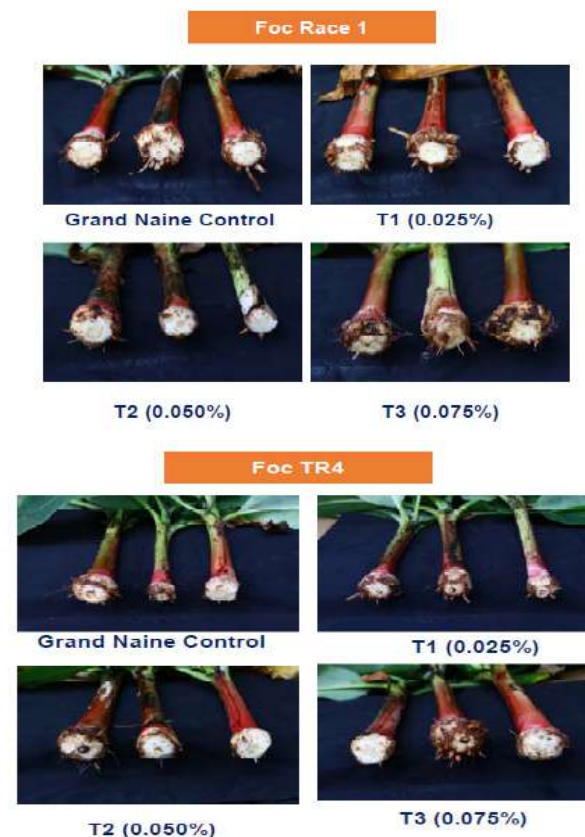 Foc Race 1
Grand Naine Control
T1 (0.025%)
T2 (0.050%)
T3 (0.075%)
Foc TR4
Grand Naine Control
T1 (0.025%)
T2 (0.050%)
T3 (0.075%)